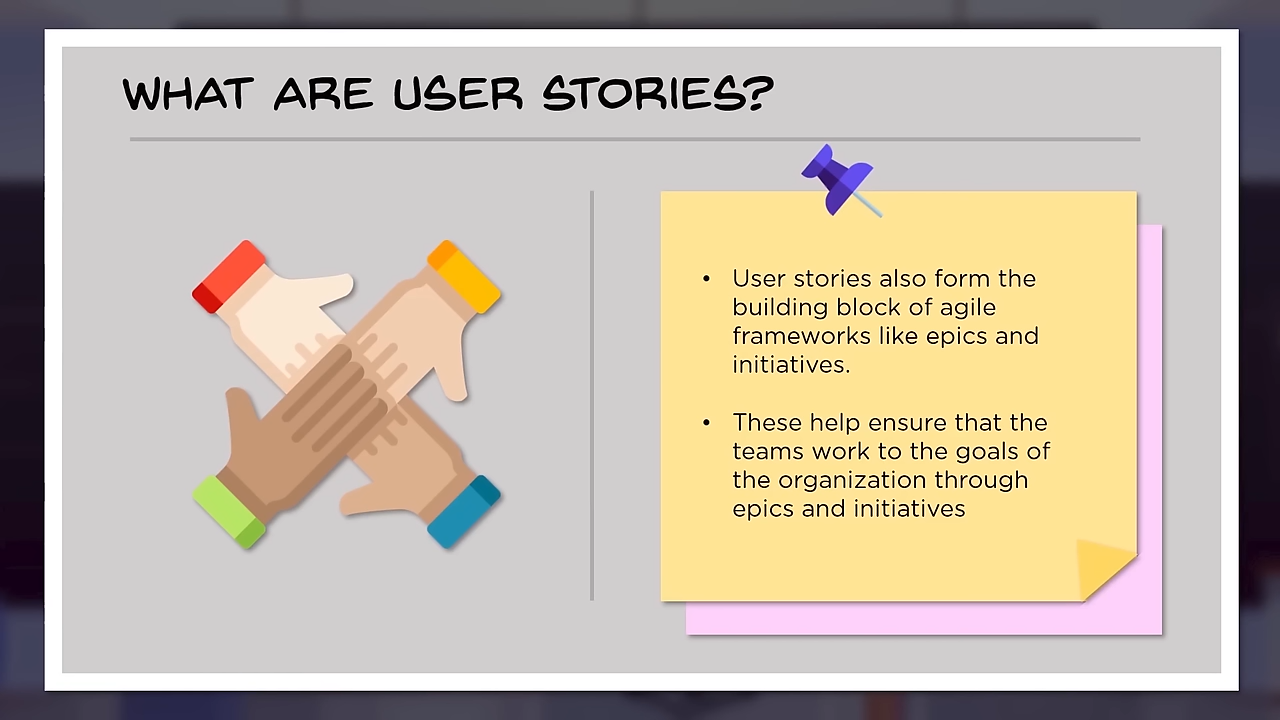 WHAT ARE USER STORIES?
• User stories also form the
building block of agile
frameworks like epics and
initiatives.
• These help ensure that the
teams work to the goals of
the organization through
epics and initiatives